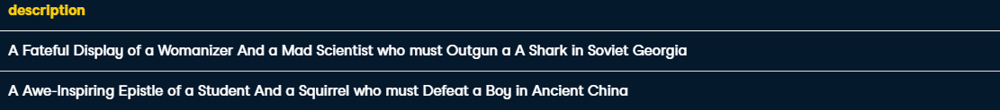 description
A Fateful Display of a Womanizer And a Mad Scientist who must Outgun a A Shark in Soviet Georgia
A Awe-Inspiring Epistle of a Student And a Squirrel who must Defeat a Boy in Ancient China